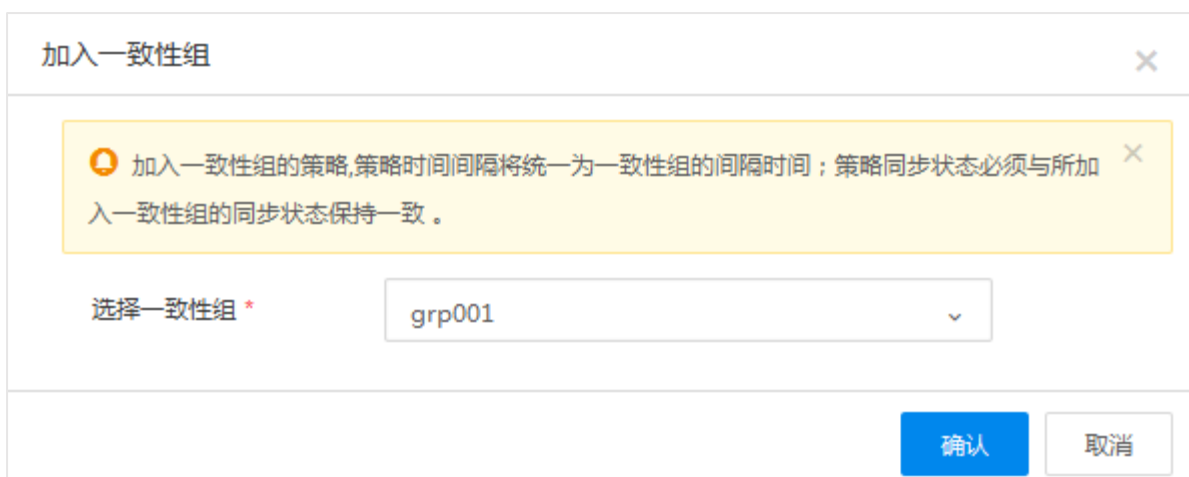 加入一致性组
加入一致性组的策略,策略时间间隔将统一为一致性组的间隔时间；策略同步状态必须与所加
入一致性组的同步状态保持一致 。
选择一致性组 *
grp001
确认
取消